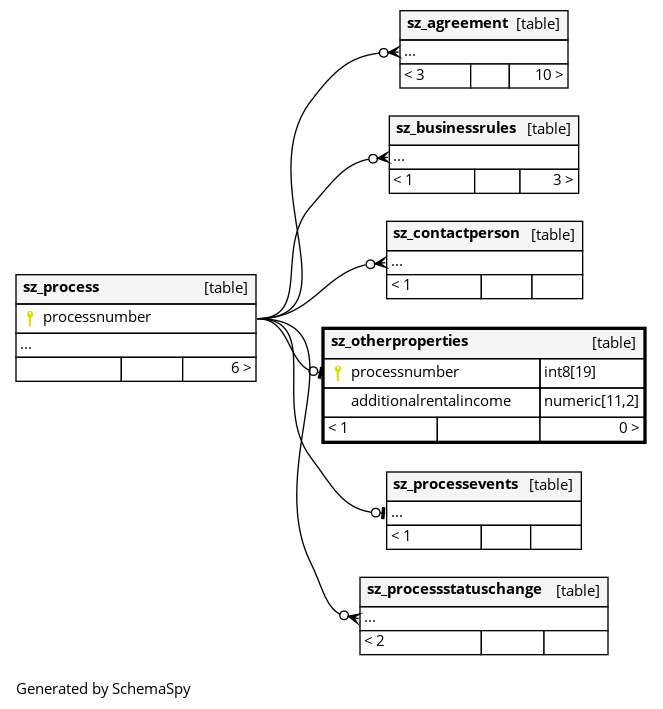 sz_agreement [table]
...
< 3 10 >
sz_businessrules [table]
...
< 1 3 >
sz_contactperson [table]
...
< 1
sz_process [table]
processnumber
...
6 >
sz_otherproperties [table]
processnumber int8[19]
additionalrentalincome numeric[11,2]
< 1 0 >
sz_processevents [table]
...
< 1
sz_processstatuschange [table]
...
< 2
Generated by SchemaSpy